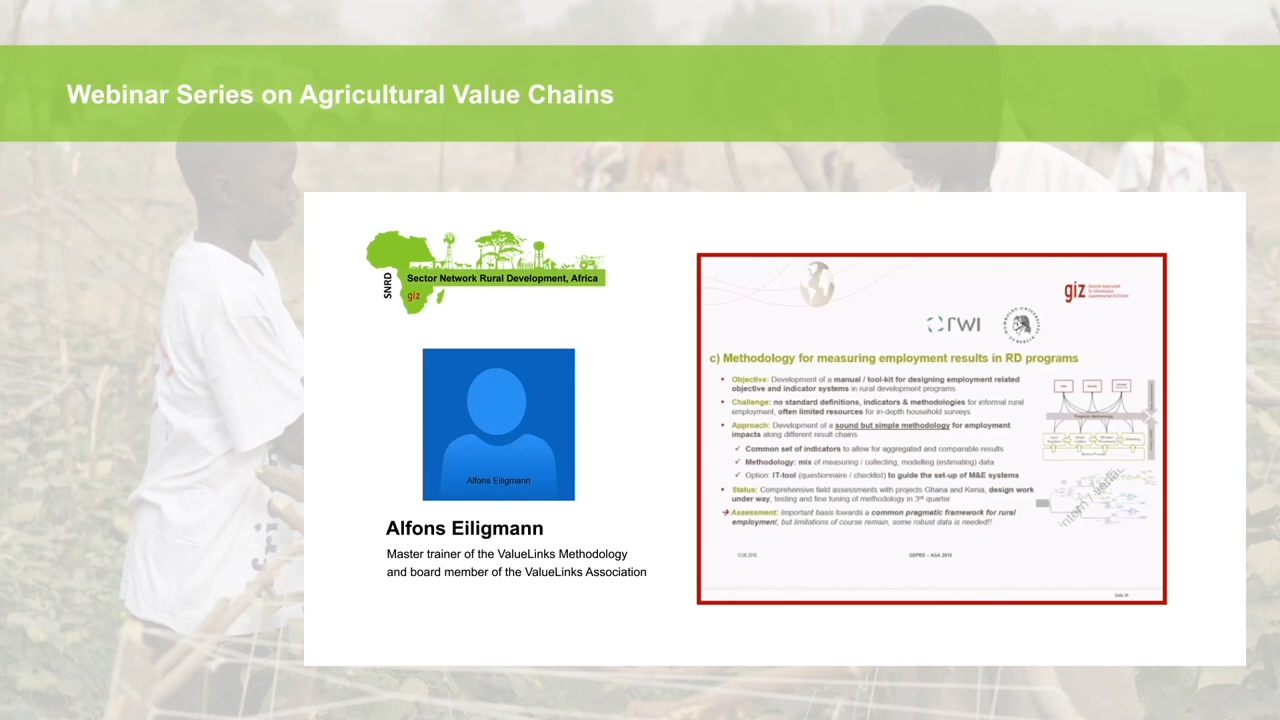 Webinar Series on Agricultural Value Chains
SNRD
Sector Network Rural Development, Africa
giz
Alfons Eiligmann
Alfons Eiligmann
Master trainer of the ValueLinks Methodology
and board member of the ValueLinks Association
giz
rwi
c) Methodology for measuring employment results in RD programs
• Objective: Development of a manual / tool-kit for designing employment related
objective and indicator systems in rural development programs
• Challenge: no standard definitions, indicators & methodologies for informal rural
employment, often limited resources for in-depth household surveys
• Approach: Development of a sound but simple methodology for employment
impacts along different result chains
✓ Common set of indicators to allow for aggregated and comparable results
✓ Methodology: mix of measuring / collecting, modelling (estimating) data
✓ Option: IT-tool (questionnaire / checklist) to guide the set-up of M&E systems
• Status: Comprehensive field assessments with projects Ghana and Kenia, design work
under way, testing and fine tuning of methodology in 3rd quarter
➔ Assessment: Important basis towards a common pragmatic framework for rural
employment, but limitations of course remain, some robust data is needed!!
GEPRD – AGA 2015